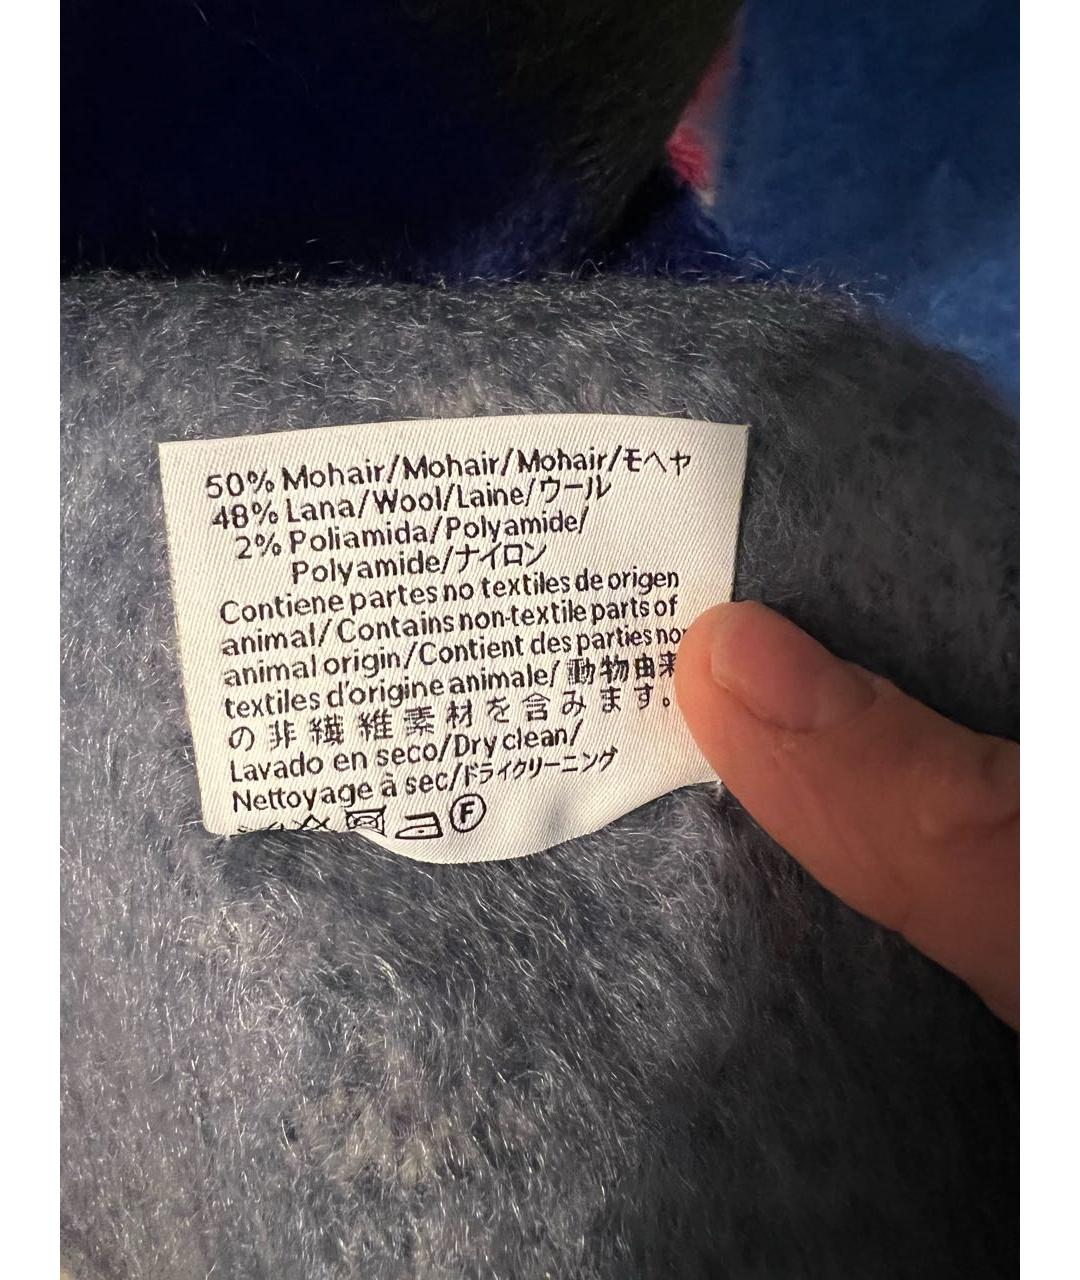 50% Mohair/Mohair/Mohair/モヘヤ
48% Lana/Wool/Laine/ウール
2% Poliamida/Polyamide/
Polyamide/ナイロン
Contiene partes no textiles de origen
animal/Contains non-textile parts of
animal origin/Contient des parties non
textiles d'origine animale/ 動物由来
の非繊維素材を含みます。
Lavado en seco/Dry clean/
Nettoyage à sec/ドライクリーニング
F